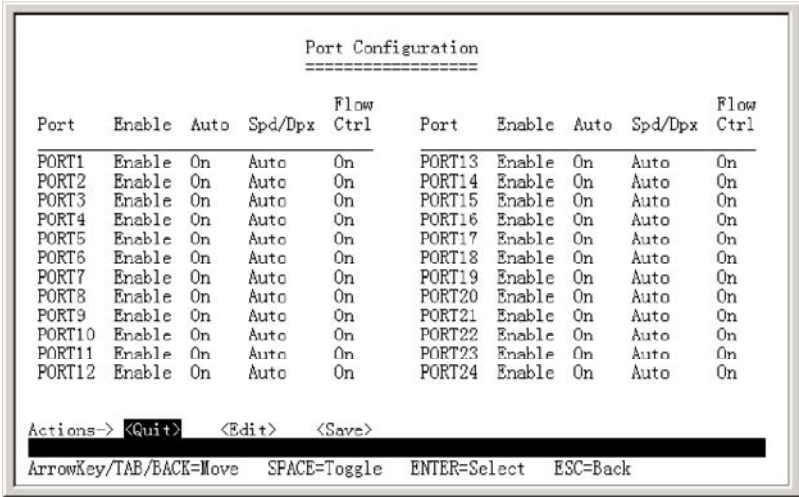 Port Configuration
==================
Flow Flow
Port Enable Auto Spd/Dpx Ctrl Port Enable Auto Spd/Dpx Ctrl
PORT1 Enable On Auto On PORT13 Enable On Auto On
PORT2 Enable On Auto On PORT14 Enable On Auto On
PORT3 Enable On Auto On PORT15 Enable On Auto On
PORT4 Enable On Auto On PORT16 Enable On Auto On
PORT5 Enable On Auto On PORT17 Enable On Auto On
PORT6 Enable On Auto On PORT18 Enable On Auto On
PORT7 Enable On Auto On PORT19 Enable On Auto On
PORT8 Enable On Auto On PORT20 Enable On Auto On
PORT9 Enable On Auto On PORT21 Enable On Auto On
PORT10 Enable On Auto On PORT22 Enable On Auto On
PORT11 Enable On Auto On PORT23 Enable On Auto On
PORT12 Enable On Auto On PORT24 Enable On Auto On
Actions-> <Quit> <Edit> <Save>
ArrowKey/TAB/BACK=Move SPACE=Toggle ENTER=Select ESC=Back